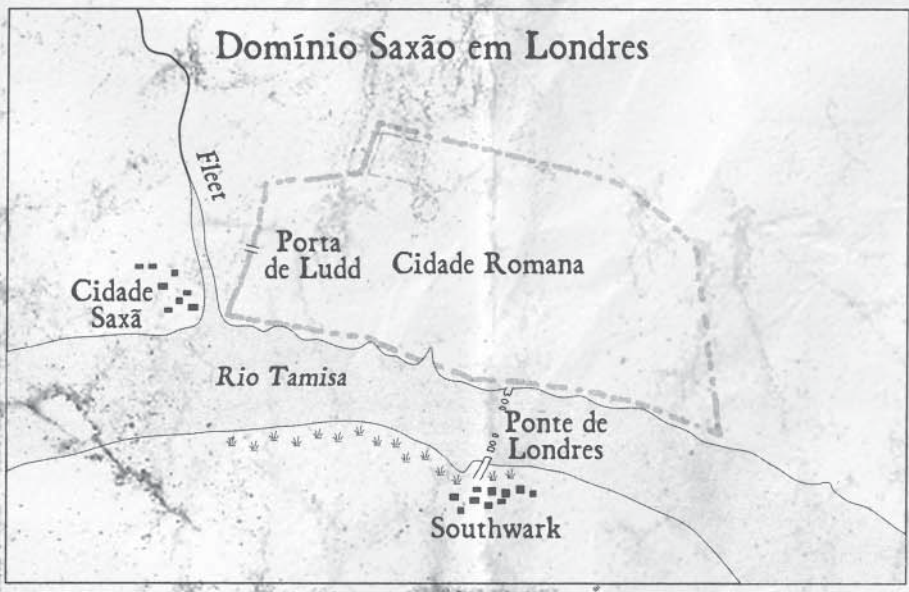 Domínio Saxão em Londres
Fleet
Porta
de Ludd
Cidade Romana
Cidade
Saxã
Rio Tamisa
Ponte de
Londres
Southwark